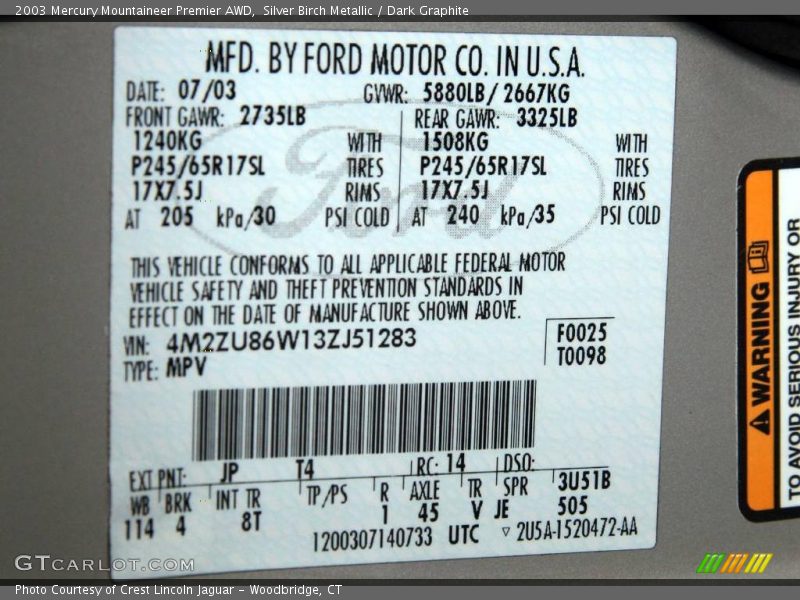 2003 Mercury Mountaineer Premier AWD, Silver Birch Metallic / Dark Graphite
MFD. BY FORD MOTOR CO. IN U.S.A.
DATE: 07/03 GVWR: 5880LB/ 2667KG
FRONT GAWR: 2735LB REAR GAWR: 3325LB
1240KG WITH 1508KG WITH
P245/65R17SL TIRES P245/65R17SL TIRES
17X7.5J RIMS 17X7.5J RIMS
AT 205 kPa/30 PSI COLD AT 240 kPa/35 PSI COLD
THIS VEHICLE CONFORMS TO ALL APPLICABLE FEDERAL MOTOR
VEHICLE SAFETY AND THEFT PREVENTION STANDARDS IN
EFFECT ON THE DATE OF MANUFACTURE SHOWN ABOVE.
VIN: 4M2ZU86W13ZJ51283 F0025
TYPE: MPV T0098
EXT PNT: JP T4 RC: 14 DSO:
WB BRK INT TR TP/PS R AXLE TR SPR 3U51B
114 4 8T 1 45 V JE 505
1200307140733 UTC ▿ 2U5A-1520472-AA
Ford
WARNING
TO AVOID SERIOUS INJURY OR
GTCARLOT.COM
Photo Courtesy of Crest Lincoln Jaguar - Woodbridge, CT